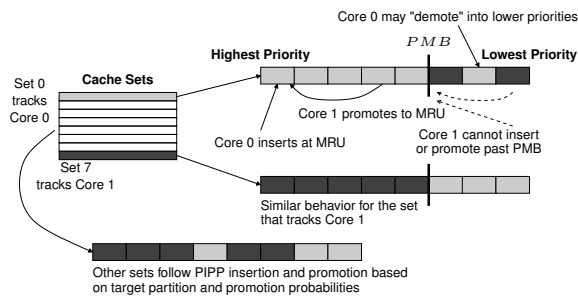 Core 0 may "demote" into lower priorities
PMB
Highest Priority
Lowest Priority
Cache Sets
Set 0
tracks
Core 0
Core 1 promotes to MRU
Core 0 inserts at MRU
Core 1 cannot insert
or promote past PMB
Set 7
tracks Core 1
Similar behavior for the set
that tracks Core 1
Other sets follow PIPP insertion and promotion based
on target partition and promotion probabilities